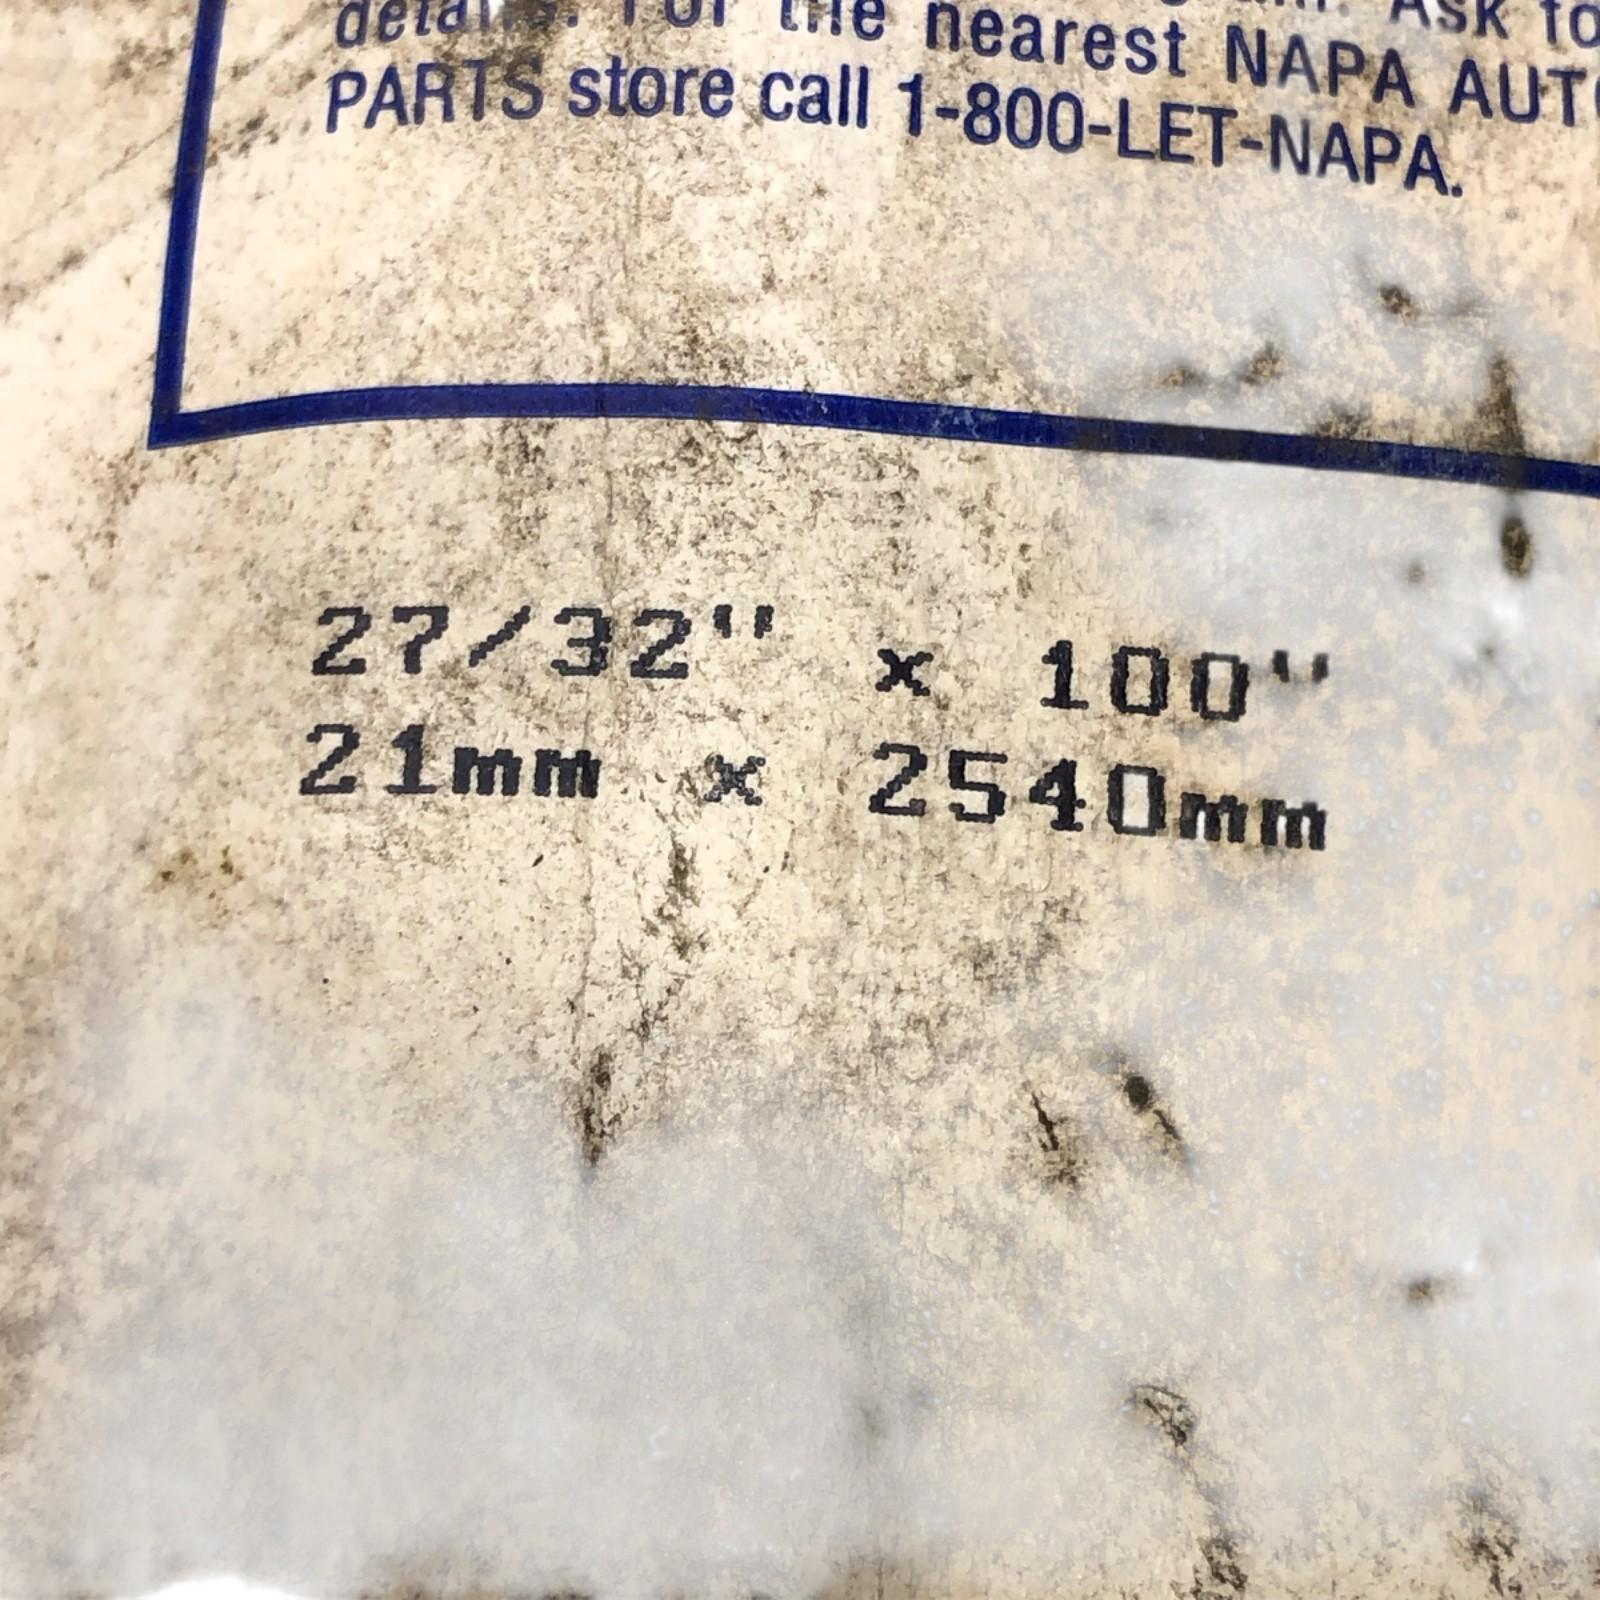 details. For the nearest NAPA AUTO
PARTS store call 1-800-LET-NAPA.
27/32" x 100"
21mm x 2540mm